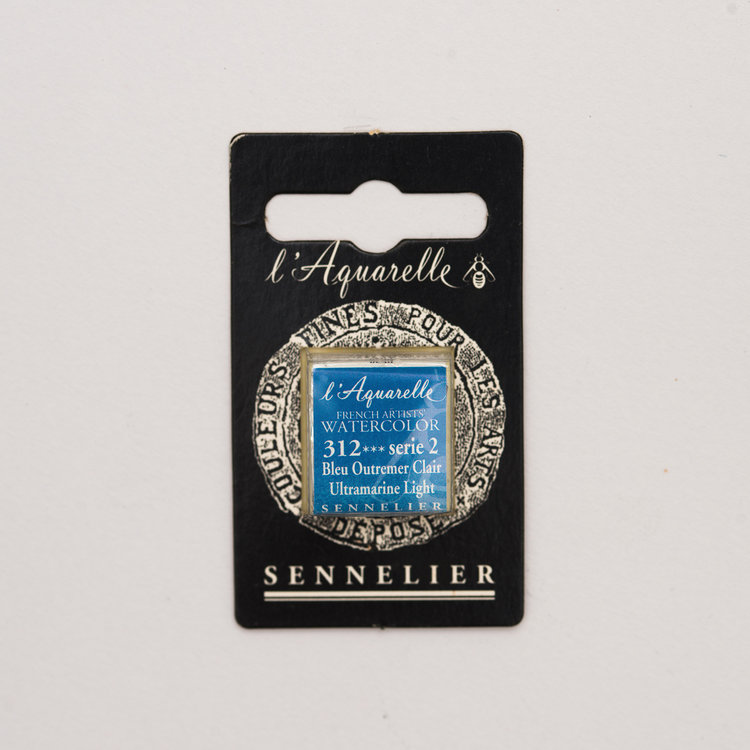 l'Aquarelle
COULEURS FINES POUR LES ARTS
DÉPOSÉ
l'Aquarelle
FRENCH ARTISTS'
WATERCOLOR
312*** serie 2
Bleu Outremer Clair
Ultramarine Light
SENNELIER
SENNELIER